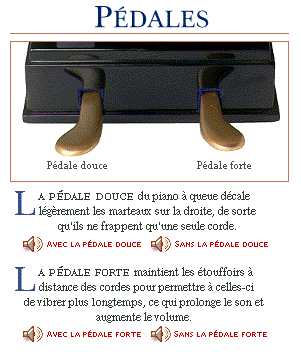 PÉDALES
Pédale douce
Pédale forte
LA PÉDALE DOUCE du piano à queue décale
légèrement les marteaux sur la droite, de sorte
qu'ils ne frappent qu'une seule corde.
AVEC LA PÉDALE DOUCE
SANS LA PÉDALE DOUCE
LA PÉDALE FORTE maintient les étouffoirs à
distance des cordes pour permettre à celles-ci
de vibrer plus longtemps, ce qui prolonge le son et
augmente le volume.
AVEC LA PÉDALE FORTE
SANS LA PÉDALE FORTE